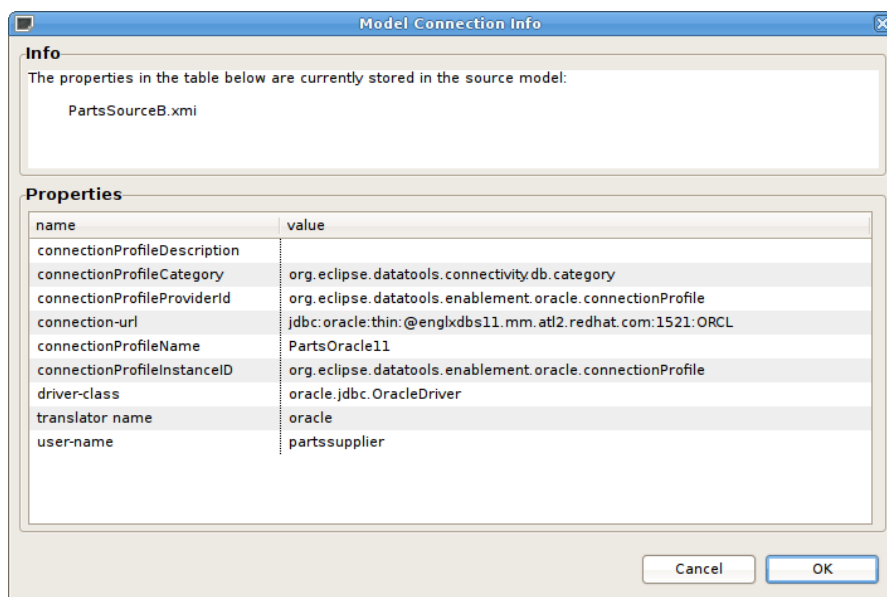 Model Connection Info
Info
The properties in the table below are currently stored in the source model:
PartsSourceB.xmi
Properties
name value
connectionProfileDescription
connectionProfileCategory org.eclipse.datatools.connectivity.db.category
connectionProfileProviderId org.eclipse.datatools.enablement.oracle.connectionProfile
connection-url jdbc:oracle:thin:@englxdbs11.mm.atl2.redhat.com:1521:ORCL
connectionProfileName PartsOracle11
connectionProfileInstanceID org.eclipse.datatools.enablement.oracle.connectionProfile
driver-class oracle.jdbc.OracleDriver
translator name oracle
user-name partssupplier
Cancel OK